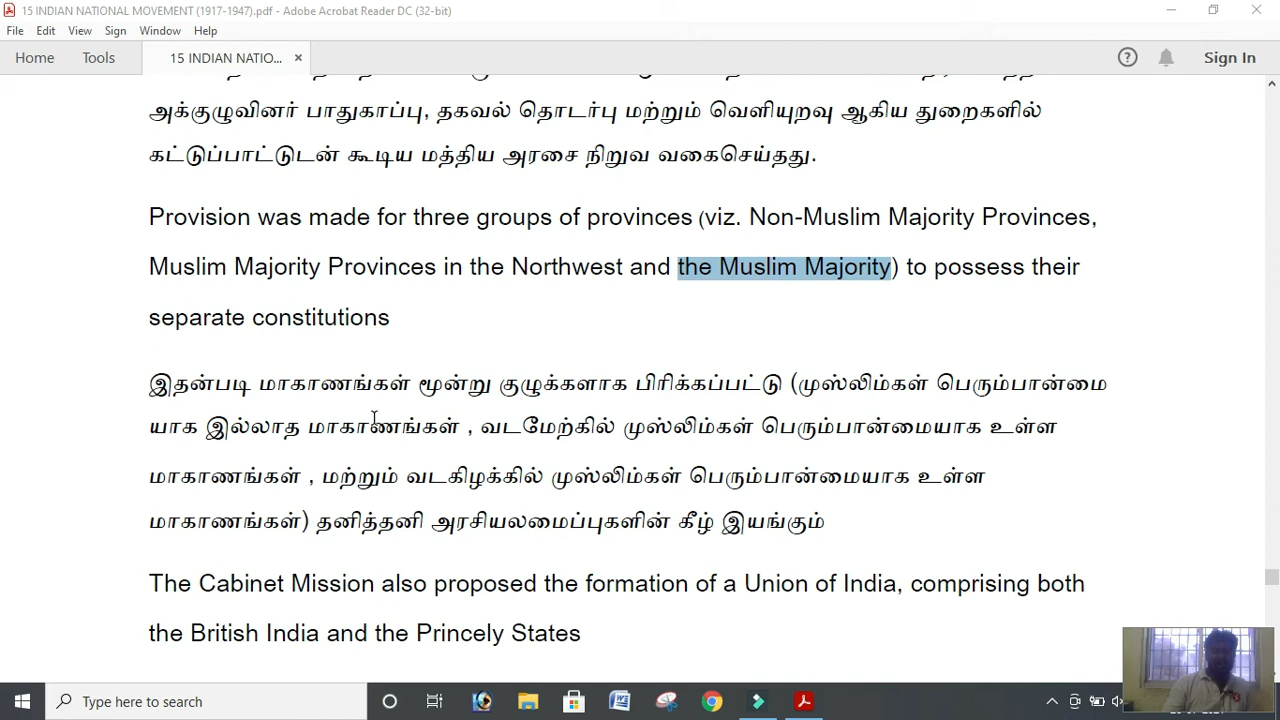 15 INDIAN NATIONAL MOVEMENT (1917-1947).pdf - Adobe Acrobat Reader DC (32-bit)
File Edit View Sign Window Help
Home Tools 15 INDIAN NATIO... × Sign In
அக்குழுவினர் பாதுகாப்பு, தகவல் தொடர்பு மற்றும் வெளியுறவு ஆகிய துறைகளில்
கட்டுப்பாட்டுடன் கூடிய மத்திய அரசை நிறுவ வகைசெய்தது.
Provision was made for three groups of provinces (viz. Non-Muslim Majority Provinces,
Muslim Majority Provinces in the Northwest and the Muslim Majority) to possess their
separate constitutions
இதன்படி மாகாணங்கள் மூன்று குழுக்களாக பிரிக்கப்பட்டு (முஸ்லிம்கள் பெரும்பான்மை
யாக இல்லாத மாகாணங்கள் , வடமேற்கில் முஸ்லிம்கள் பெரும்பான்மையாக உள்ள
மாகாணங்கள் , மற்றும் வடகிழக்கில் முஸ்லிம்கள் பெரும்பான்மையாக உள்ள
மாகாணங்கள்) தனித்தனி அரசியலமைப்புகளின் கீழ் இயங்கும்
The Cabinet Mission also proposed the formation of a Union of India, comprising both
the British India and the Princely States
Type here to search